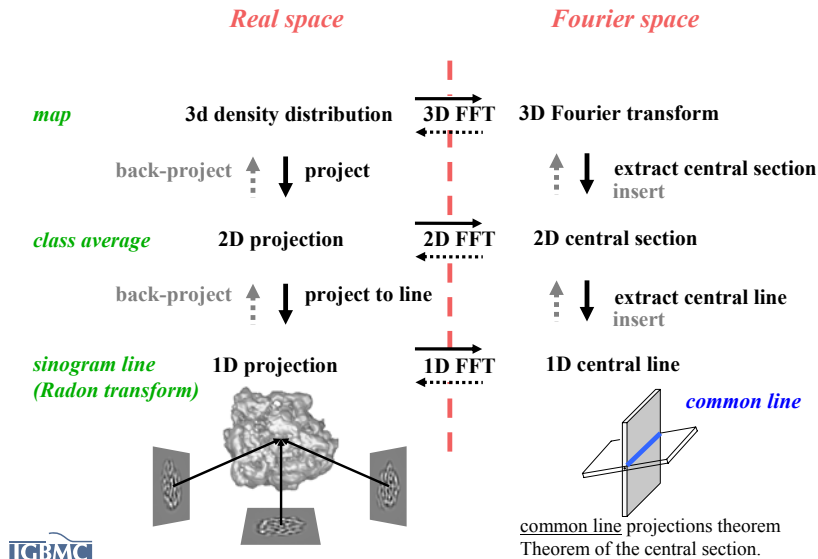 Real space
Fourier space
map
3d density distribution
3D FFT
3D Fourier transform
back-project
project
extract central section
insert
class average
2D projection
2D FFT
2D central section
back-project
project to line
extract central line
insert
sinogram line
(Radon transform)
1D projection
1D FFT
1D central line
common line
common line projections theorem
Theorem of the central section.
IGBMC